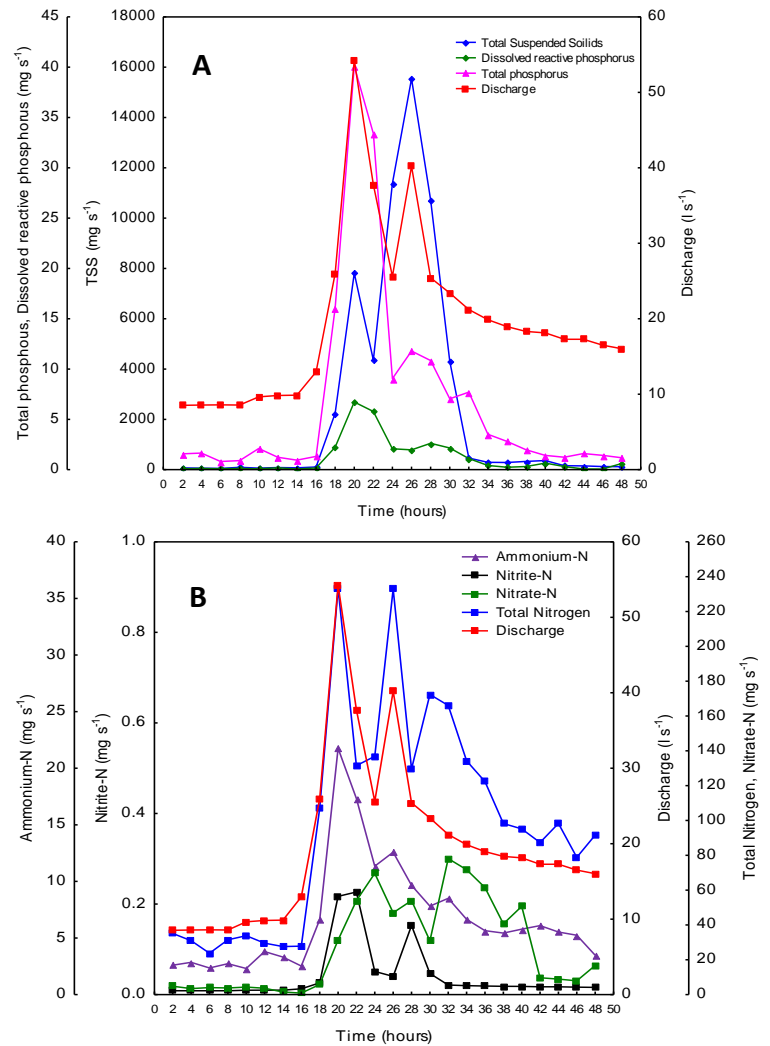 A
Total Suspended Soilids
Dissolved reactive phosphorus
Total phosphorus
Discharge
Total phosphous, Dissolved reactive phosphorus (mg s-1)
45
40
35
30
25
20
15
10
5
0
TSS (mg s-1)
18000
16000
14000
12000
10000
8000
6000
4000
2000
0
Discharge (l s-1)
60
50
40
30
20
10
0
0 2 4 6 8 10 12 14 16 18 20 22 24 26 28 30 32 34 36 38 40 42 44 46 48 50
Time (hours)
B
Ammonium-N
Nitrite-N
Nitrate-N
Total Nitrogen
Discharge
Ammonium-N (mg s-1)
40
35
30
25
20
15
10
5
0
Nitrite-N (mg s-1)
1.0
0.8
0.6
0.4
0.2
0.0
Discharge (l s-1)
60
50
40
30
20
10
0
Total Nitrogen, Nitrate-N (mg s-1)
260
240
220
200
180
160
140
120
100
80
60
40
20
0
0 2 4 6 8 10 12 14 16 18 20 22 24 26 28 30 32 34 36 38 40 42 44 46 48 50
Time (hours)